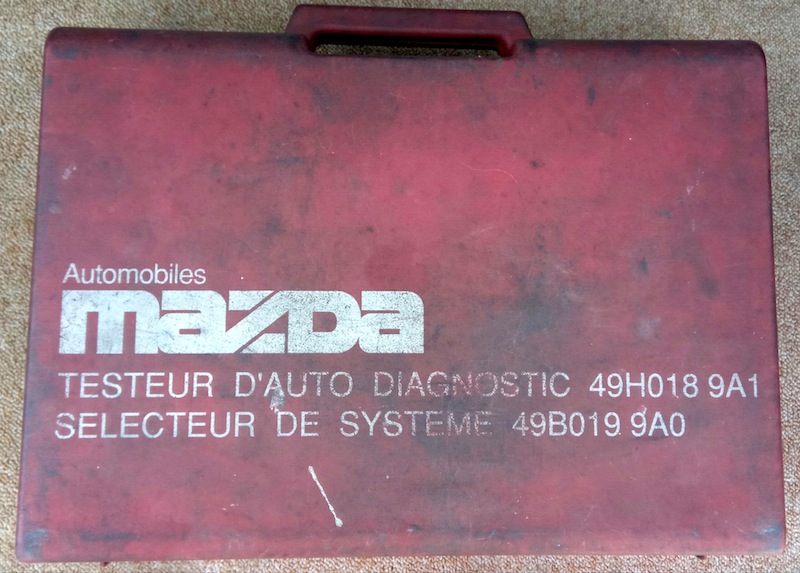 Automobiles
mazda
TESTEUR D'AUTO DIAGNOSTIC 49H018 9A1
SELECTEUR DE SYSTEME 49B019 9A0